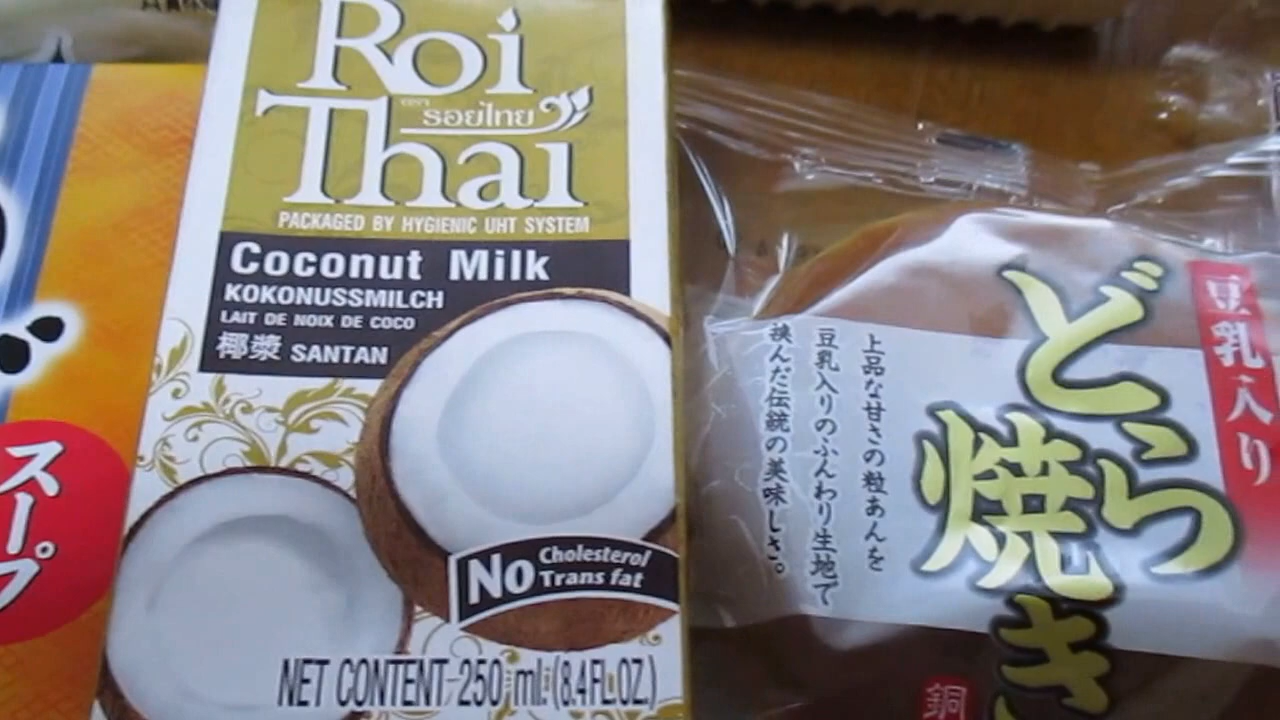 スープ
Roi
ตรา
รอยไทย
Thai
PACKAGED BY HYGIENIC UHT SYSTEM
Coconut Milk
KOKONUSSMILCH
LAIT DE NOIX DE COCO
椰漿 SANTAN
No Cholesterol
Trans fat
NET CONTENT 250 ml. (8.4FL.OZ.)
豆乳入り
どら
焼き
上品な甘さの粒あんを
豆乳入りのふんわり生地で
挟んだ伝統の美味しさ。
銅